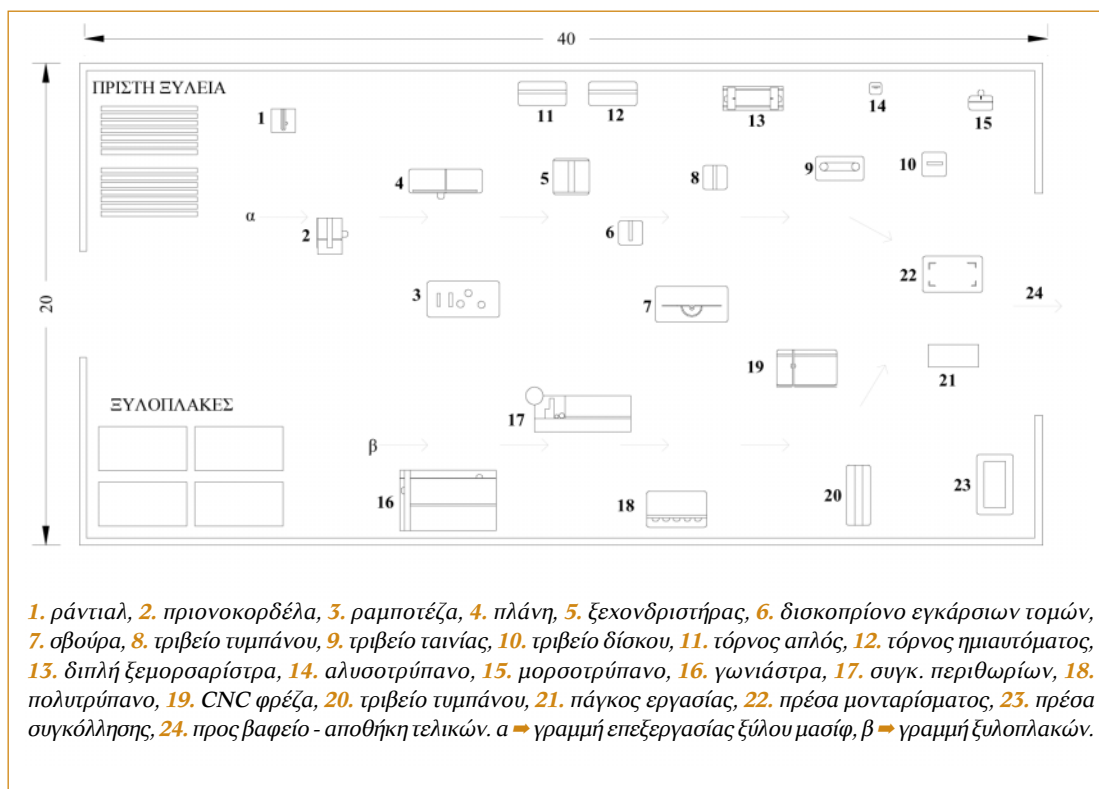 40
ΠΡΙΣΤΗ ΞΥΛΕΙΑ
1
11
12
13
14
15
4
5
8
9
10
α
2
6
22
20
3
7
24
19
21
ΞΥΛΟΠΛΑΚΕΣ
17
β
16
18
20
23
1. ράντιαλ, 2. πριονοκορδέλα, 3. ραμποτέζα, 4. πλάνη, 5. ξεχονδριστήρας, 6. δισκοπρίονο εγκάρσιων τομών,
7. σβούρα, 8. τριβείο τυμπάνου, 9. τριβείο ταινίας, 10. τριβείο δίσκου, 11. τόρνος απλός, 12. τόρνος ημιαυτόματος,
13. διπλή ξεμορσαρίστρα, 14. αλυσοτρύπανο, 15. μορσοτρύπανο, 16. γωνιάστρα, 17. συγκ. περιθωρίων, 18.
πολυτρύπανο, 19. CNC φρέζα, 20. τριβείο τυμπάνου, 21. πάγκος εργασίας, 22. πρέσα μονταρίσματος, 23. πρέσα
συγκόλλησης, 24. προς βαφείο - αποθήκη τελικών. α ➡ γραμμή επεξεργασίας ξύλου μασίφ, β ➡ γραμμή ξυλοπλακών.